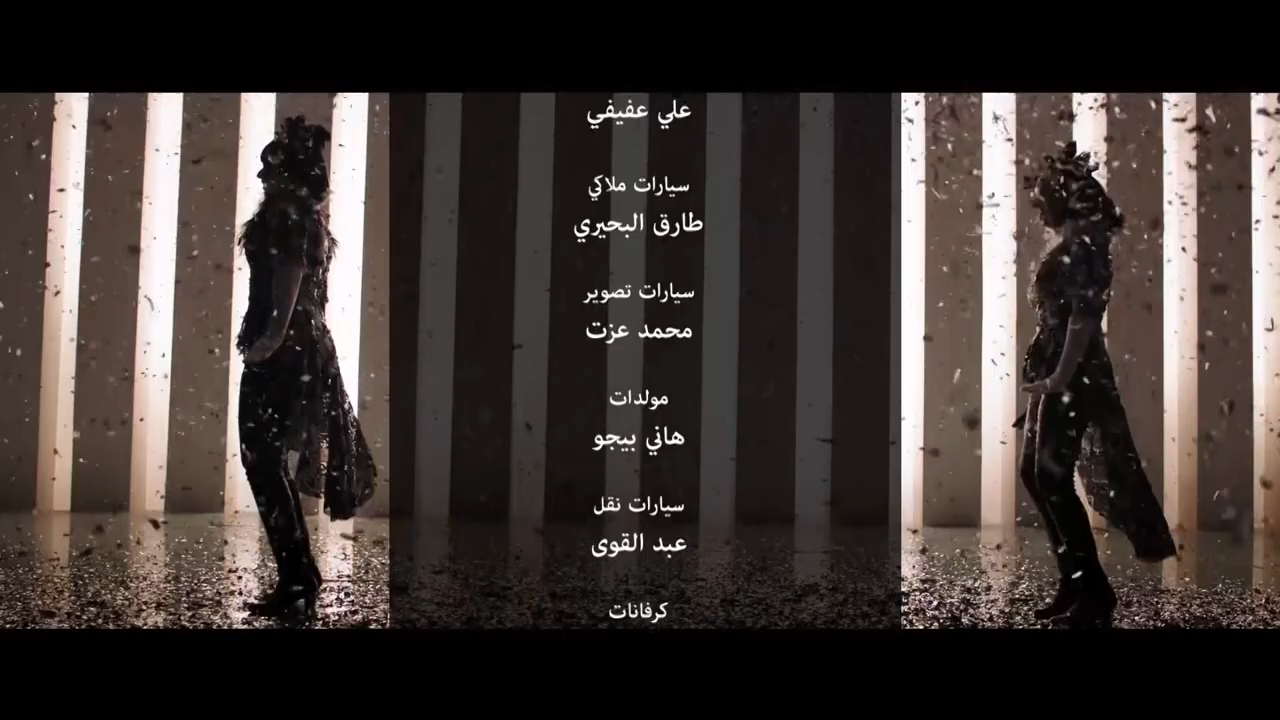 علي عفيفي
سيارات ملاكي
طارق البحيري
سيارات تصوير
محمد عزت
مولدات
هاني بيجو
سيارات نقل
عبد القوى
كرفانات